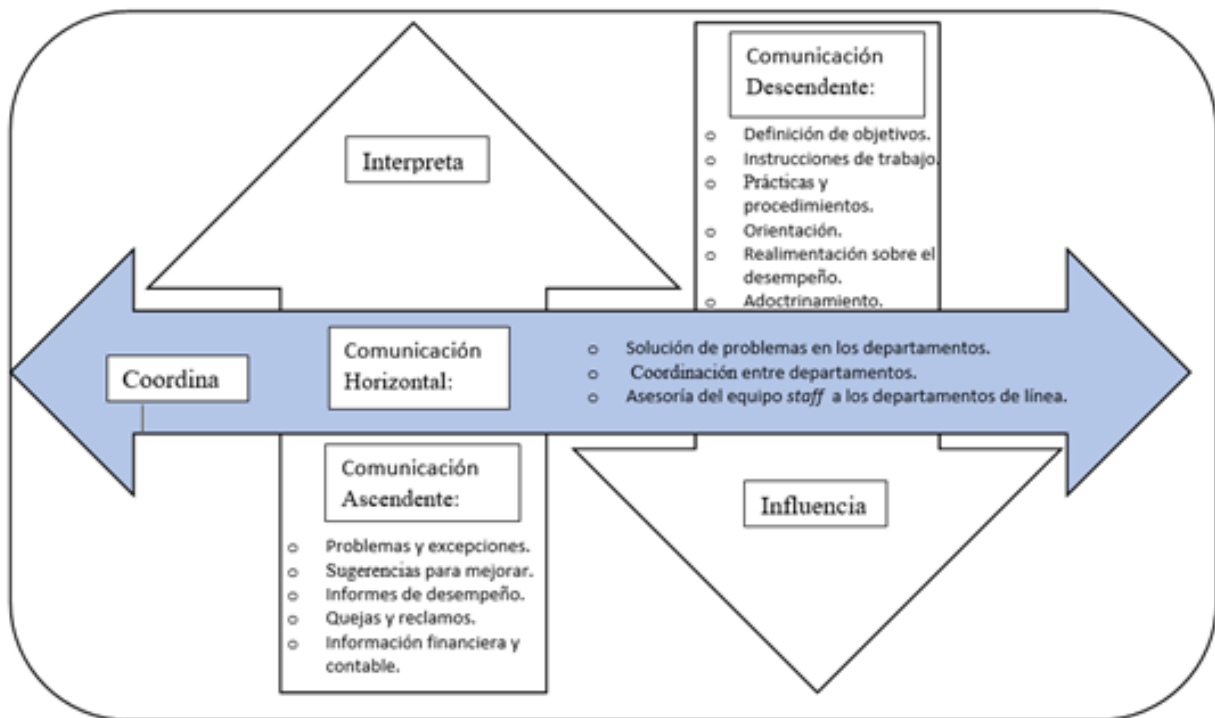 Comunicación
Descendente:
o Definición de objetivos.
o Instrucciones de trabajo.
o Prácticas y
procedimientos.
o Orientación.
o Realimentación sobre el
desempeño.
o Adoctrinamiento.
Interpreta
Coordina
Comunicación
Horizontal:
o Solución de problemas en los departamentos.
o Coordinación entre departamentos.
o Asesoría del equipo staff a los departamentos de línea.
Comunicación
Ascendente:
o Problemas y excepciones.
o Sugerencias para mejorar.
o Informes de desempeño.
o Quejas y reclamos.
o Información financiera y
contable.
Influencia